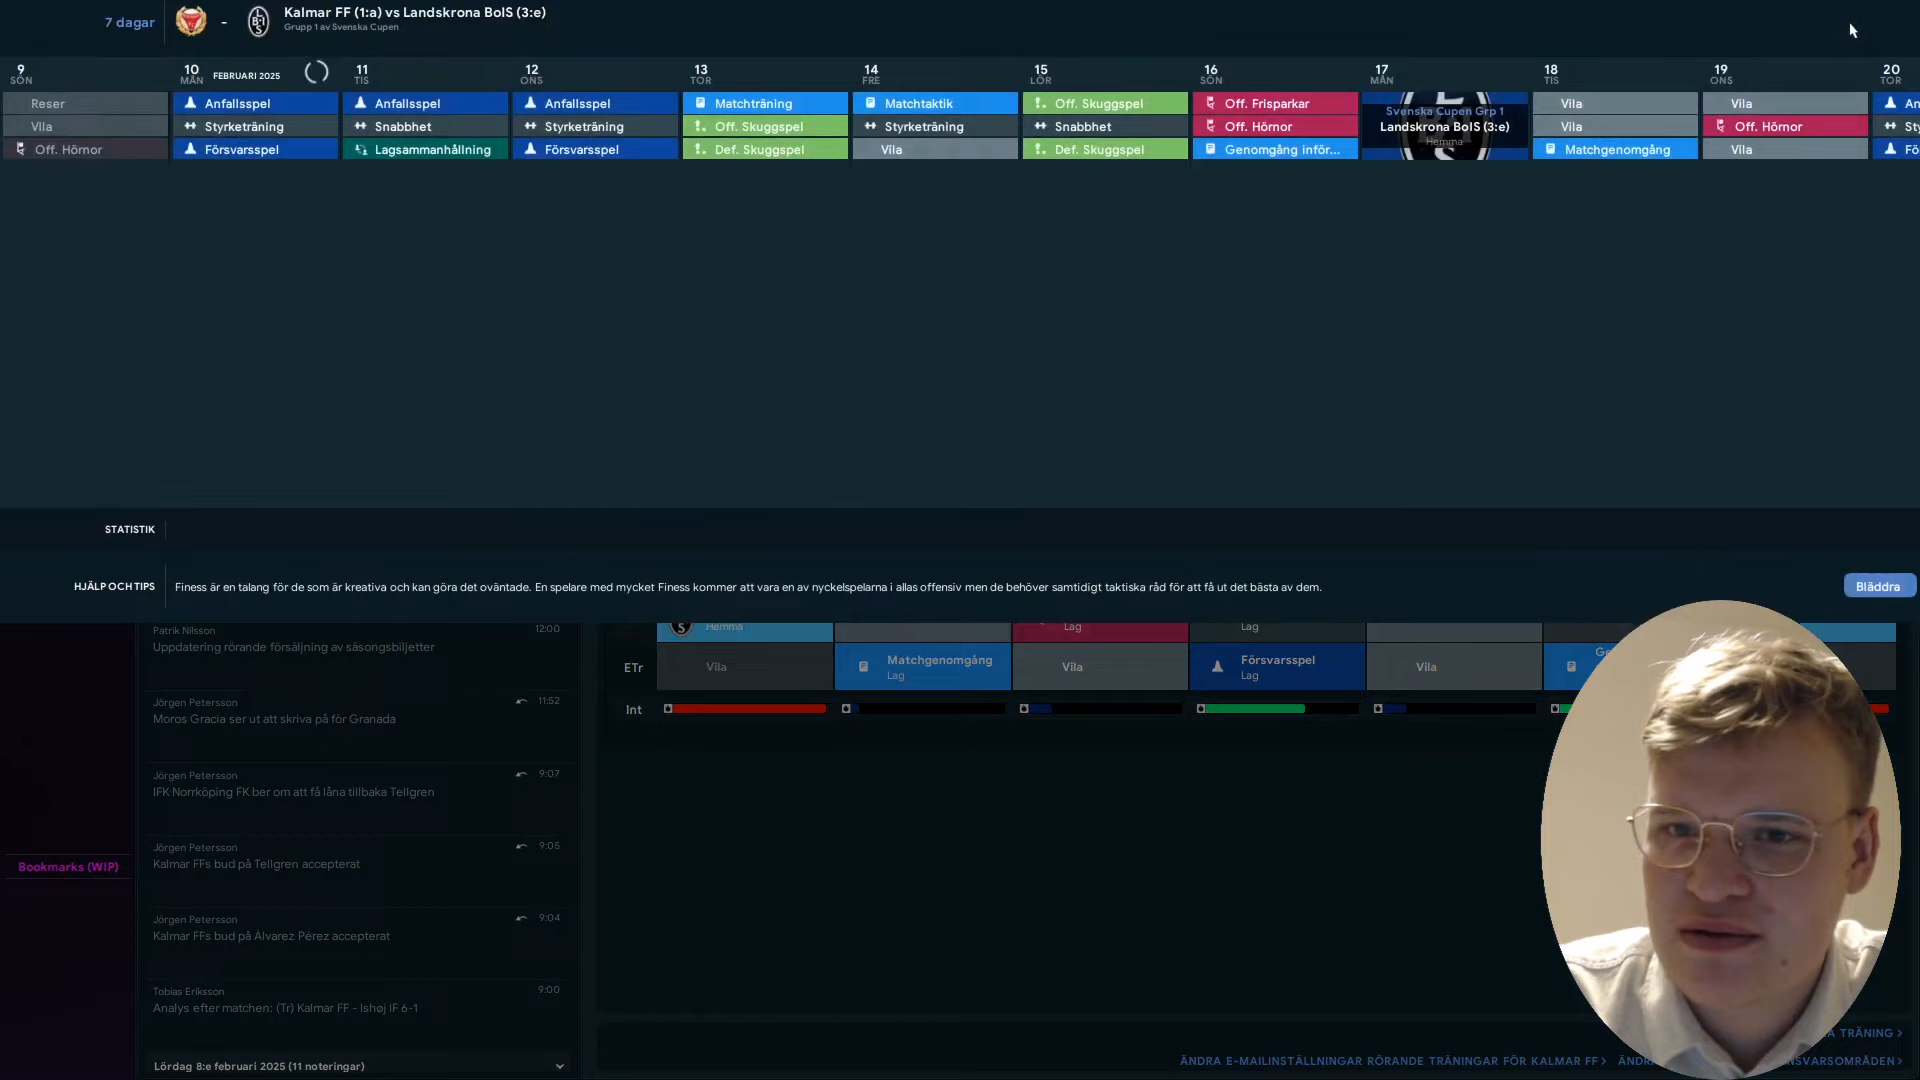 7 dagar
-
Kalmar FF (1:a) vs Landskrona BoIS (3:e)
Grupp 1 av Svenska Cupen
9
SÖN
10
MÅN
FEBRUARI 2025
11
TIS
12
ONS
13
TOR
14
FRE
15
LÖR
16
SÖN
17
MÅN
18
TIS
19
ONS
20
TOR
Reser
Vila
Off. Hörnor
Anfallsspel
Styrketräning
Försvarsspel
Anfallsspel
Snabbhet
Lagsammanhållning
Anfallsspel
Styrketräning
Försvarsspel
Matchträning
Off. Skuggspel
Def. Skuggspel
Matchtaktik
Styrketräning
Vila
Off. Skuggspel
Snabbhet
Def. Skuggspel
Off. Frisparkar
Off. Hörnor
Genomgång inför...
Svenska Cupen Grp 1
Landskrona BoIS (3:e)
Hemma
Vila
Vila
Matchgenomgång
Vila
Off. Hörnor
Vila
An
Sty
Fö
STATISTIK
HJÄLP OCH TIPS
Finess är en talang för de som är kreativa och kan göra det oväntade. En spelare med mycket Finess kommer att vara en av nyckelspelarna i allas offensiv men de behöver samtidigt taktiska råd för att få ut det bästa av dem.
Bläddra
Patrik Nilsson
12:00
Uppdatering rörande försäljning av säsongsbiljetter
Jörgen Petersson
11:52
Moros Gracia ser ut att skriva på för Granada
Jörgen Petersson
9:07
IFK Norrköping FK ber om att få låna tillbaka Tellgren
Jörgen Petersson
9:05
Kalmar FFs bud på Tellgren accepterat
Jörgen Petersson
9:04
Kalmar FFs bud på Álvarez Pérez accepterat
Tobias Eriksson
9:00
Analys efter matchen: (Tr) Kalmar FF - Ishøj IF 6-1
Lördag 8:e februari 2025 (11 noteringar)
Bookmarks (WIP)
Hemma
Lag
Lag
ETr
Vila
Matchgenomgång
Lag
Vila
Försvarsspel
Lag
Vila
Ge
Int
A TRÄNING >
ÄNDRA E-MAILINSTÄLLNINGAR RÖRANDE TRÄNINGAR FÖR KALMAR FF >
ÄNDR
NSVARSOMRÅDEN >